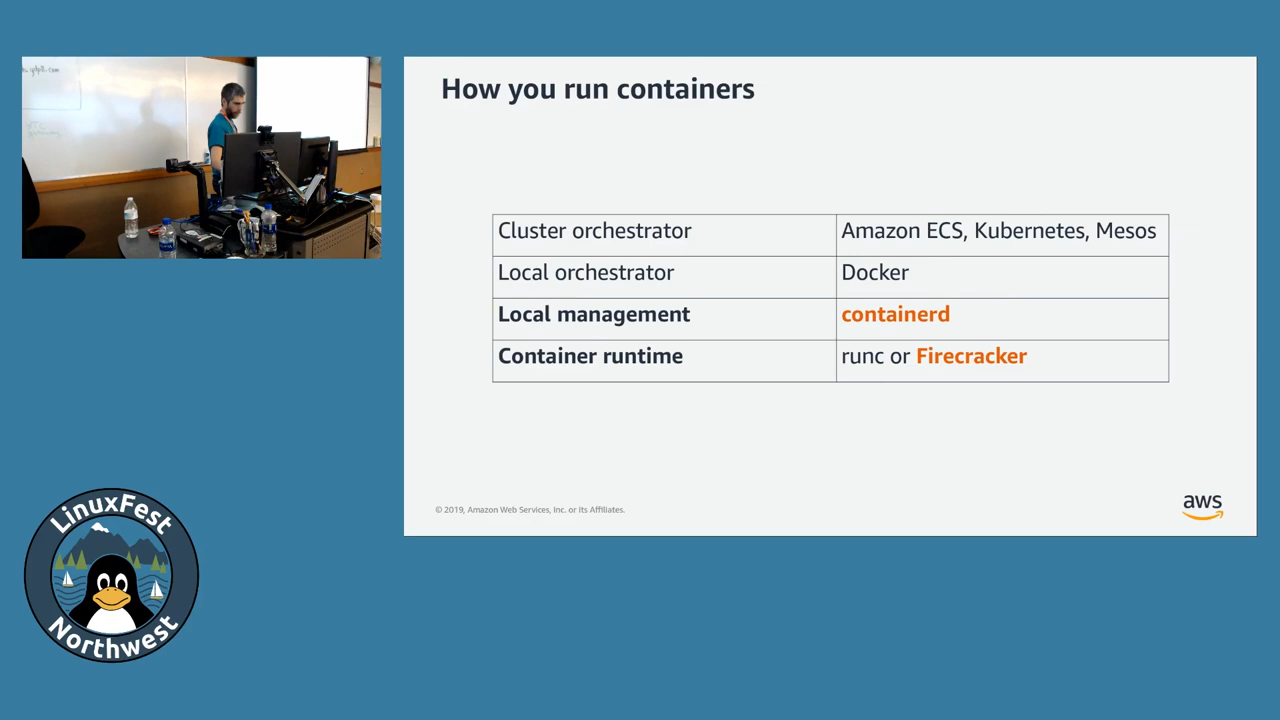 How you run containers
Cluster orchestrator
Amazon ECS, Kubernetes, Mesos
Local orchestrator
Docker
Local management
containerd
Container runtime
runc or Firecracker
© 2019, Amazon Web Services, Inc. or its Affiliates.
aws
LinuxFest
Northwest